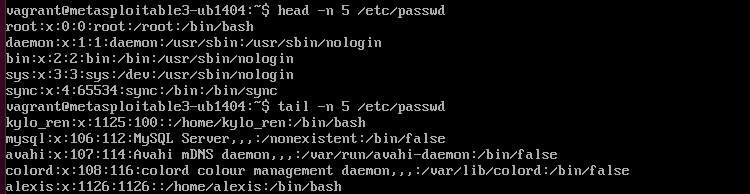 vagrant@metasploitable3-ub1404:~$ head -n 5 /etc/passwd
root:x:0:0:root:/root:/bin/bash
daemon:x:1:1:daemon:/usr/sbin:/usr/sbin/nologin
bin:x:2:2:bin:/bin:/usr/sbin/nologin
sys:x:3:3:sys:/dev:/usr/sbin/nologin
sync:x:4:65534:sync:/bin:/bin/sync
vagrant@metasploitable3-ub1404:~$ tail -n 5 /etc/passwd
kylo_ren:x:1125:100::/home/kylo_ren:/bin/bash
mysql:x:106:112:MySQL Server,,,:/nonexistent:/bin/false
avahi:x:107:114:Avahi mDNS daemon,,,:/var/run/avahi-daemon:/bin/false
colord:x:108:116:colord colour management daemon,,,:/var/lib/colord:/bin/false
alexis:x:1126:1126::/home/alexis:/bin/bash